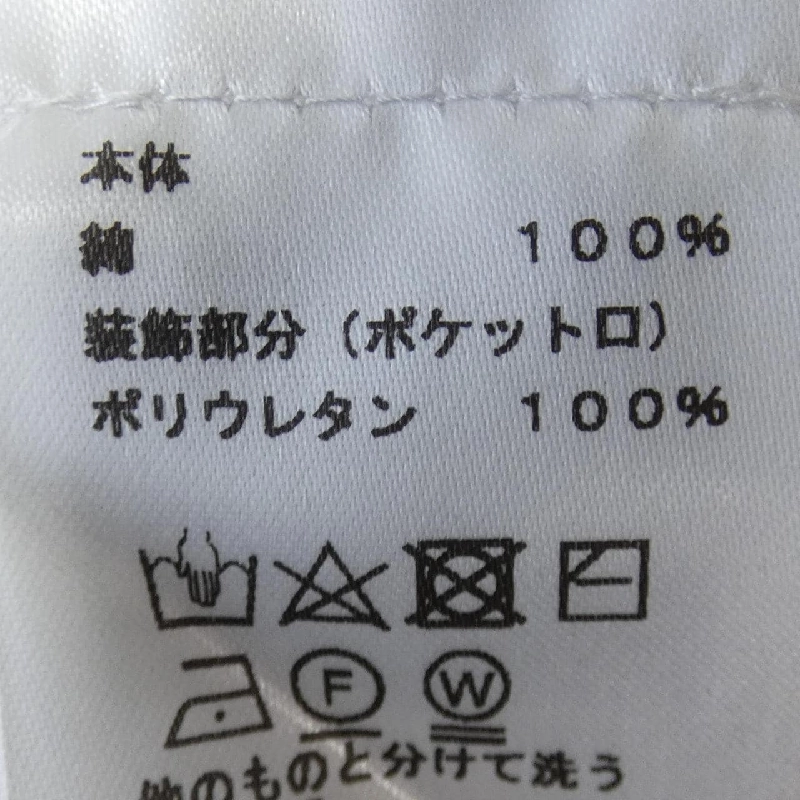 本体
綿 １００％
装飾部分（ポケット口）
ポリウレタン １００％
F W
他のものと分けて洗う